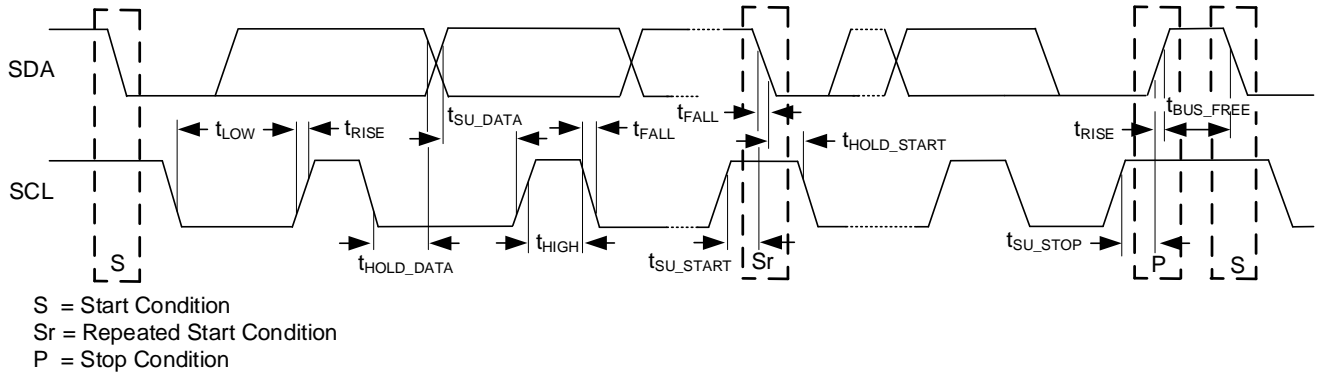 SDA
t_LOW
t_RISE
t_SU_DATA
t_FALL
t_FALL
t_HOLD_START
t_RISE
t_BUS_FREE
SCL
t_HOLD_DATA
t_HIGH
t_SU_START
t_SU_STOP
S
Sr
P
S
S = Start Condition
Sr = Repeated Start Condition
P = Stop Condition